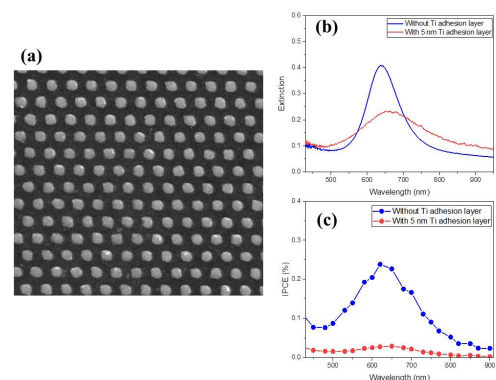 (a)
(b)
Without Ti adhesion layer
With 5 nm Ti adhesion layer
0.6
0.5
0.4
0.3
0.2
0.1
0.0
Extinction
500 600 700 800 900
Wavelength (nm)
(c)
Without Ti adhesion layer
With 5 nm Ti adhesion layer
0.4
0.3
0.2
0.1
0.0
IPCE (%)
500 600 700 800 900
Wavelength (nm)